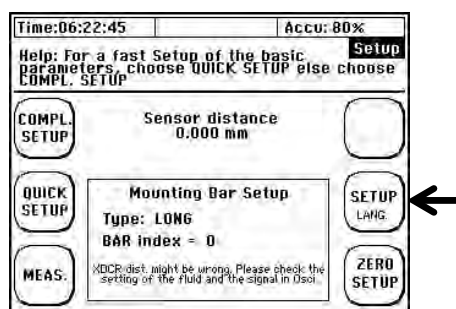 Time:06:22:45 Accu: 80%
Setup
Help: For a fast Setup of the basic
parameters, choose QUICK SETUP else choose
COMPL. SETUP
COMPL.
SETUP
Sensor distance
0.000 mm
QUICK
SETUP
Mounting Bar Setup
Type: LONG
BAR index = 0
XDCR-dist. might be wrong. Please check the
setting of the fluid and the signal in Osci.
SETUP
LANG.
MEAS.
ZERO
SETUP